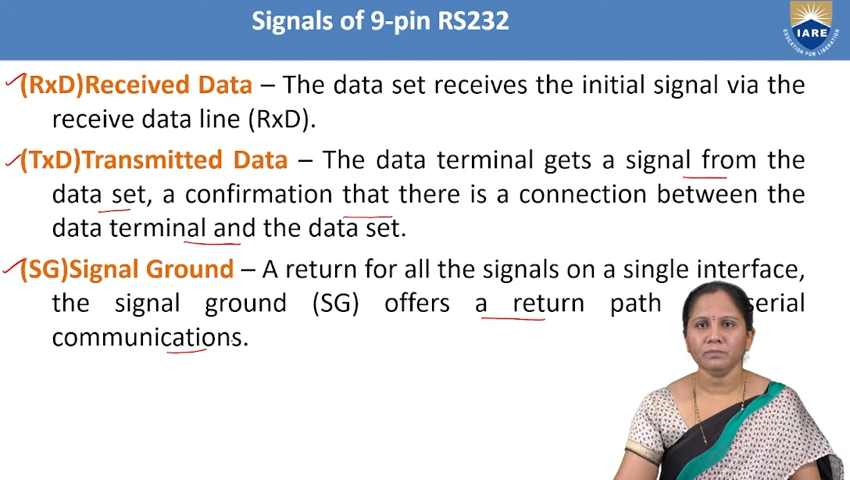 Signals of 9-pin RS232
IARE
EDUCATION FOR LIBERATION
(RxD)Received Data – The data set receives the initial signal via the
receive data line (RxD).
(TxD)Transmitted Data – The data terminal gets a signal from the
data set, a confirmation that there is a connection between the
data terminal and the data set.
(SG)Signal Ground – A return for all the signals on a single interface,
the signal ground (SG) offers a return path serial
communications.